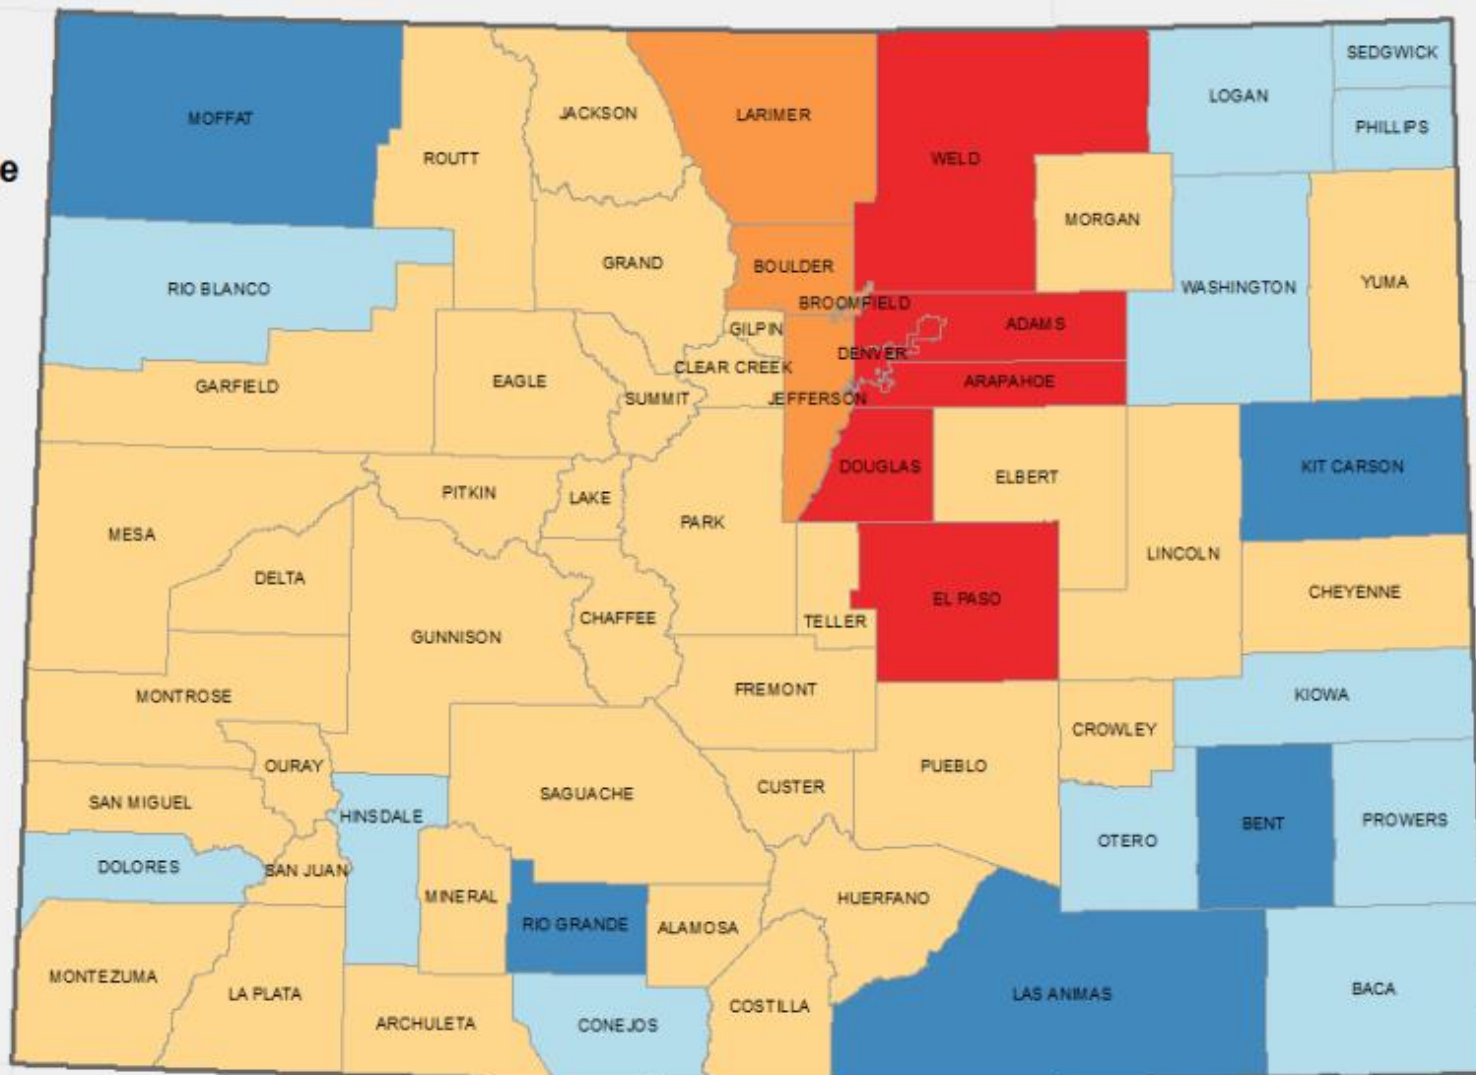 SEDGWICK
LOGAN
JACKSON
LARIMER
MOFFAT
PHILLIPS
ROUTT
WELD
e
MORGAN
GRAND
BOULDER
YUMA
RIO BLANCO
WASHINGTON
BROOMFIELD
GILPIN
ADAMS
DENVER
CLEAR CREEK
EAGLE
ARAPAHOE
GARFIELD
SUMMIT
JEFFERSON
DOUGLAS
KIT CARSON
ELBERT
PITKIN
LAKE
PARK
MESA
LINCOLN
DELTA
CHEYENNE
EL PASO
CHAFFEE
TELLER
GUNNISON
FREMONT
MONTROSE
KIOWA
CROWLEY
OURAY
PUEBLO
CUSTER
SAGUACHE
SAN MIGUEL
HINSDALE
PROWERS
BENT
OTERO
DOLORES
SAN JUAN
MINERAL
HUERFANO
RIO GRANDE
ALAMOSA
MONTEZUMA
BACA
LA PLATA
LAS ANIMAS
COSTILLA
ARCHULETA
CONEJOS